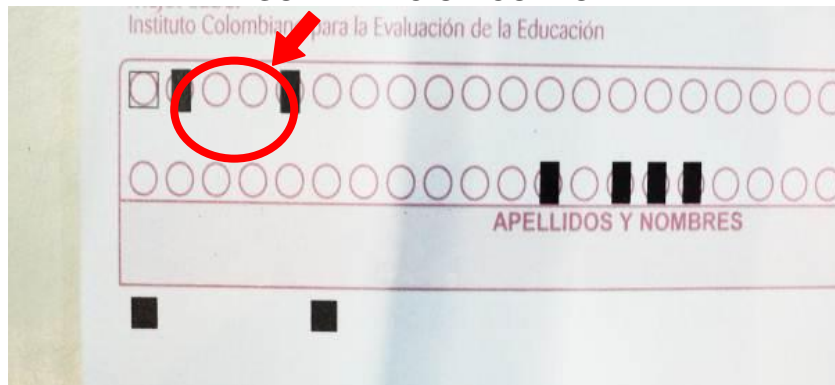 Instituto Colombiano para la Evaluación de la Educación
APELLIDOS Y NOMBRES